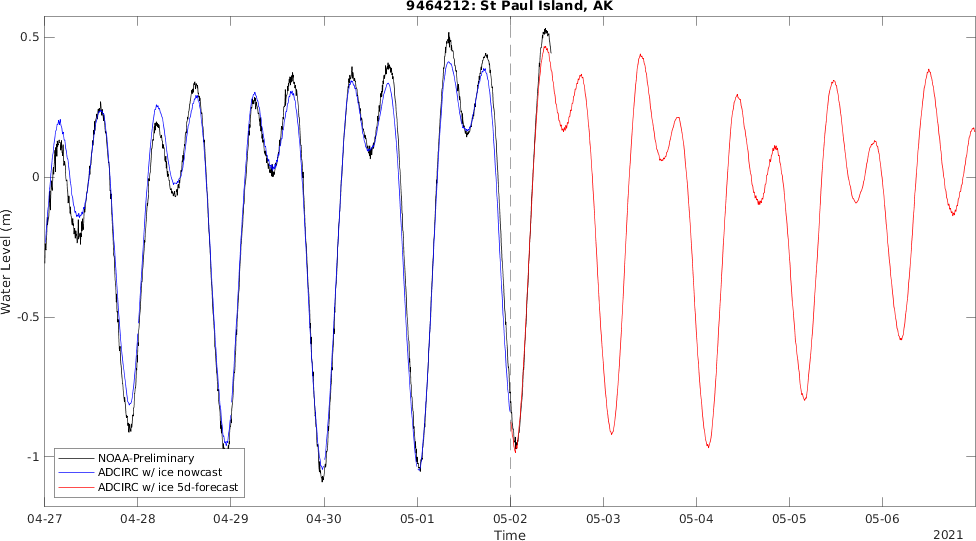 9464212: St Paul Island, AK
0.5
0
-0.5
-1
Water Level (m)
NOAA-Preliminary
ADCIRC w/ ice nowcast
ADCIRC w/ ice 5d-forecast
04-27 04-28 04-29 04-30 05-01 05-02 05-03 05-04 05-05 05-06
Time
2021